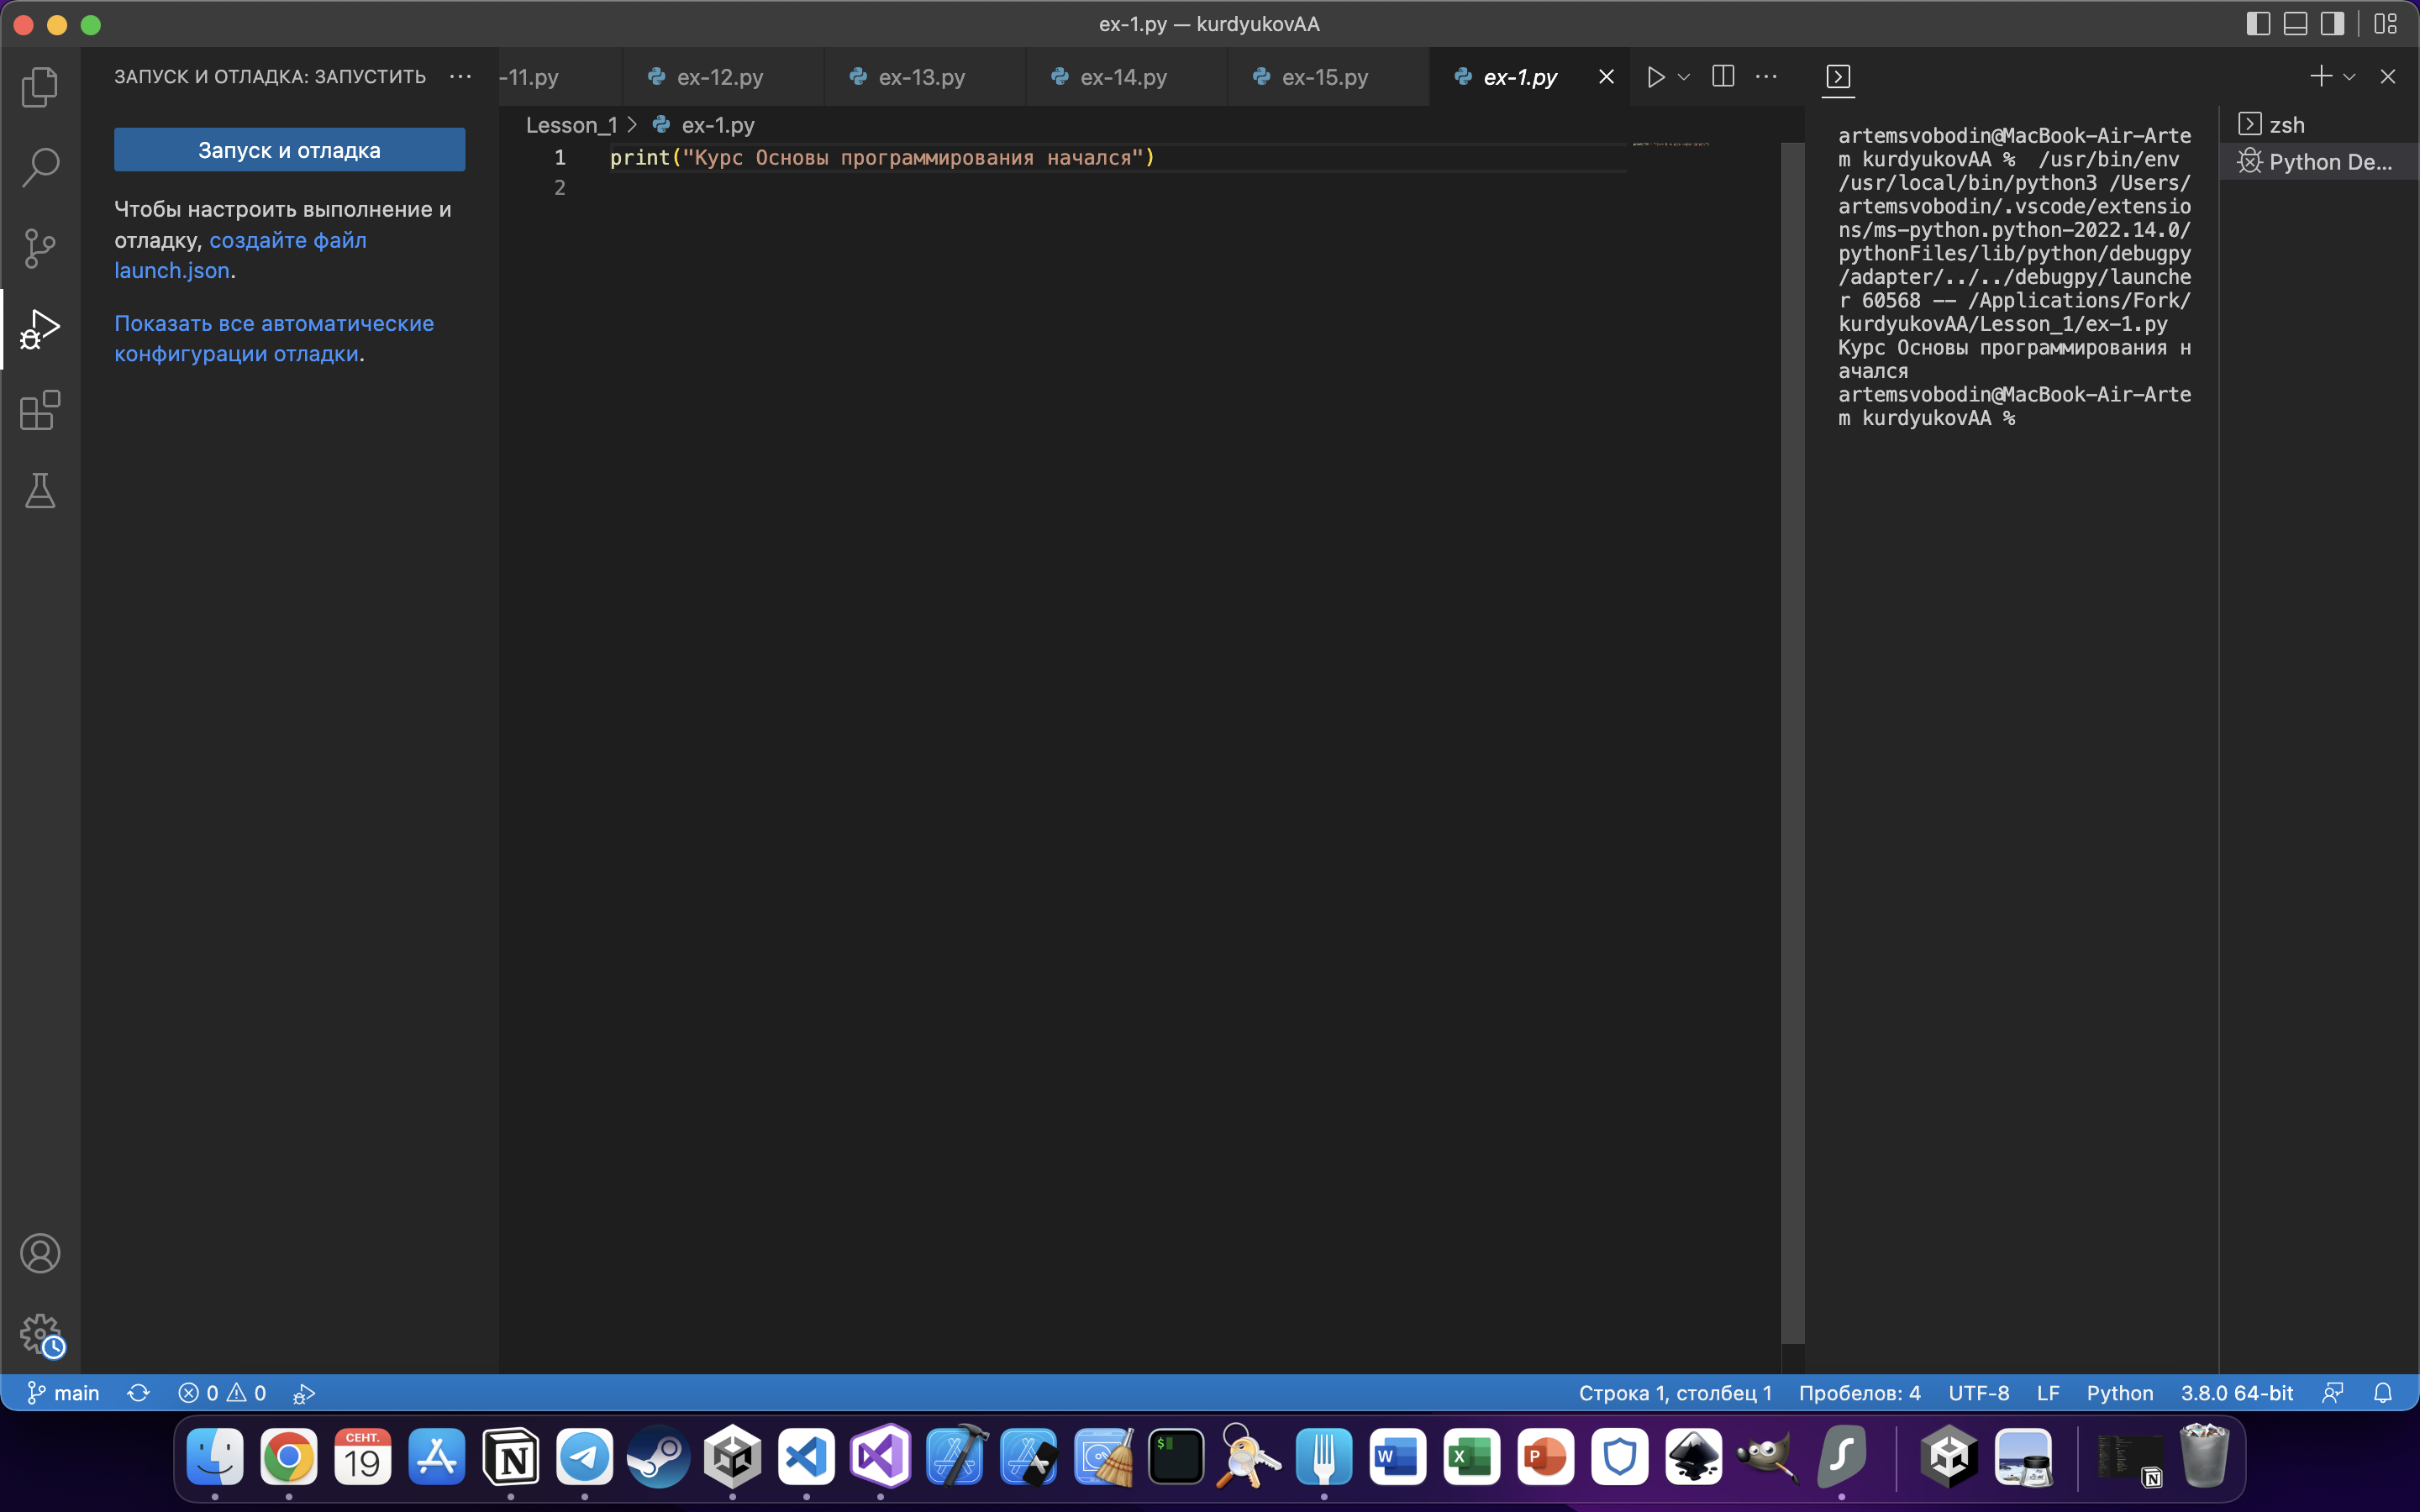 ex-1.py — kurdyukovAA
ЗАПУСК И ОТЛАДКА: ЗАПУСТИТЬ
-11.py
ex-12.py
ex-13.py
ex-14.py
ex-15.py
ex-1.py
Запуск и отладка
Чтобы настроить выполнение и
отладку, создайте файл
launch.json.
Показать все автоматические
конфигурации отладки.
Lesson_1 > ex-1.py
1 print("Курс Основы программирования начался")
2
artemsvobodin@MacBook-Air-Arte
m kurdyukovAA %  /usr/bin/env
/usr/local/bin/python3 /Users/
artemsvobodin/.vscode/extensio
ns/ms-python.python-2022.14.0/
pythonFiles/lib/python/debugpy
/adapter/../../debugpy/launche
r 60568 -- /Applications/Fork/
kurdyukovAA/Lesson_1/ex-1.py
Курс Основы программирования н
ачался
artemsvobodin@MacBook-Air-Arte
m kurdyukovAA %
zsh
Python De...
main
0
0
Строка 1, столбец 1
Пробелов: 4
UTF-8
LF
Python
3.8.0 64-bit
СЕНТ.
19